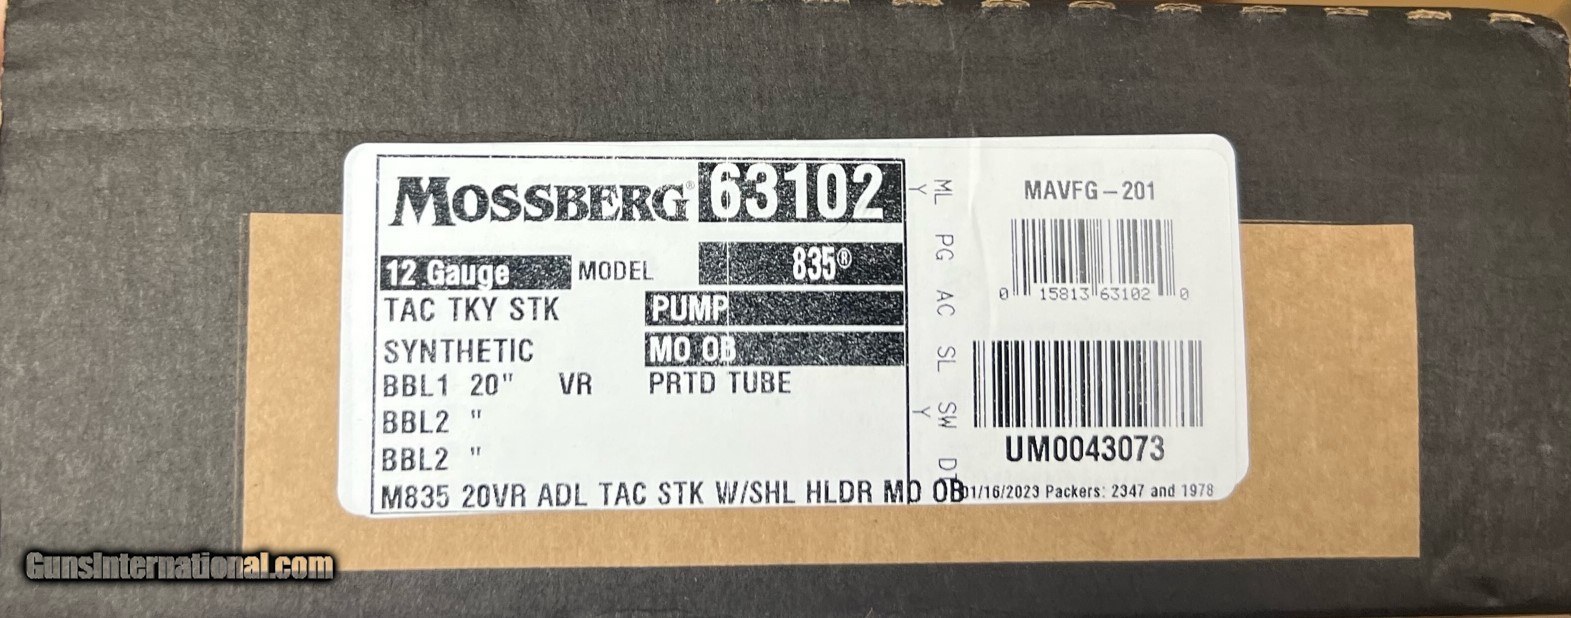 MOSSBERG® 63102
12 Gauge MODEL 835®
TAC TKY STK PUMP
SYNTHETIC MO OB
BBL1 20" VR PRTD TUBE
BBL2 "
BBL2 "
M835 20VR ADL TAC STK W/SHL HLDR MO OB
ML PG AC SL SW DT
Y Y
MAVFG-201
0 15813 63102 0
UM0043073
01/16/2023 Packers: 2347 and 1978
GunsInternational.com